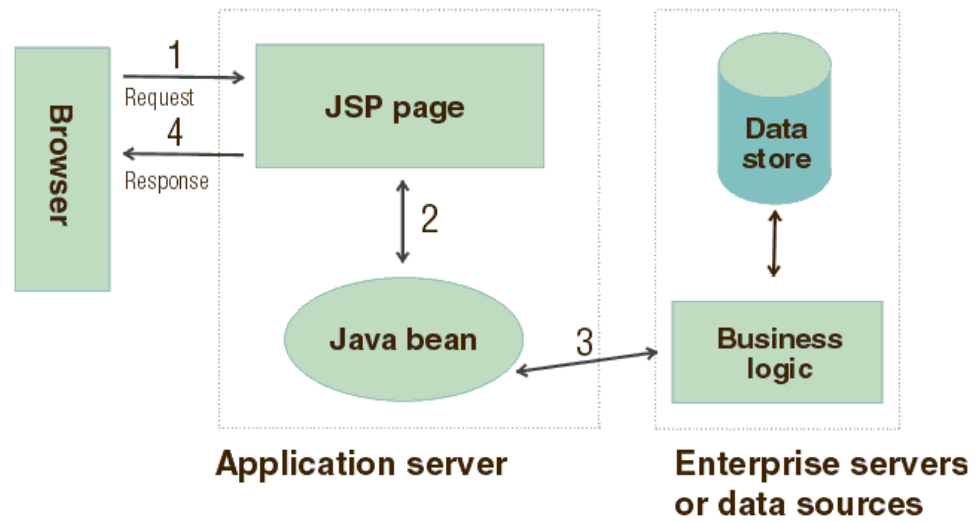 1
Request
4
Response
Browser
JSP page
2
Java bean
3
Data
store
Business
logic
Application server
Enterprise servers
or data sources